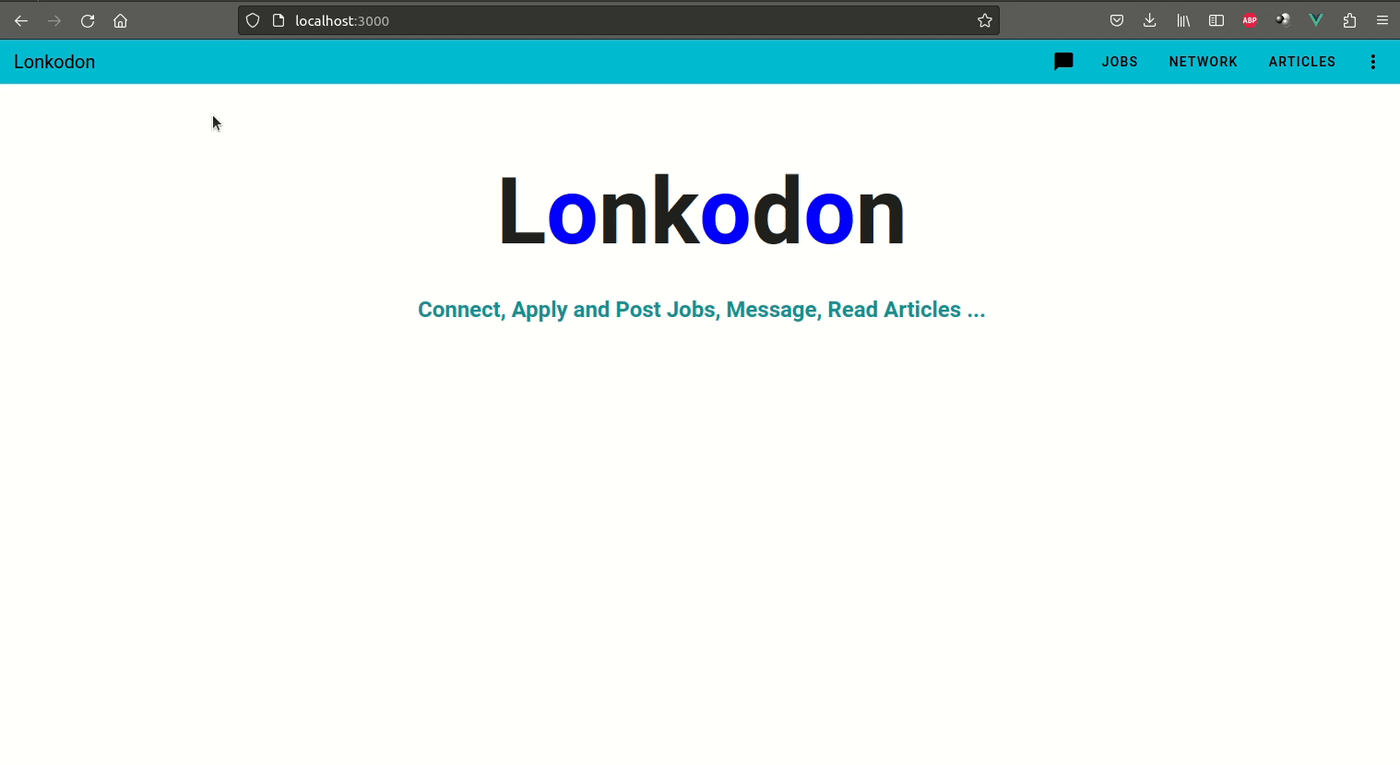 localhost:3000
ABP
Lonkodon
JOBS NETWORK ARTICLES
Lonkodon
Connect, Apply and Post Jobs, Message, Read Articles ...